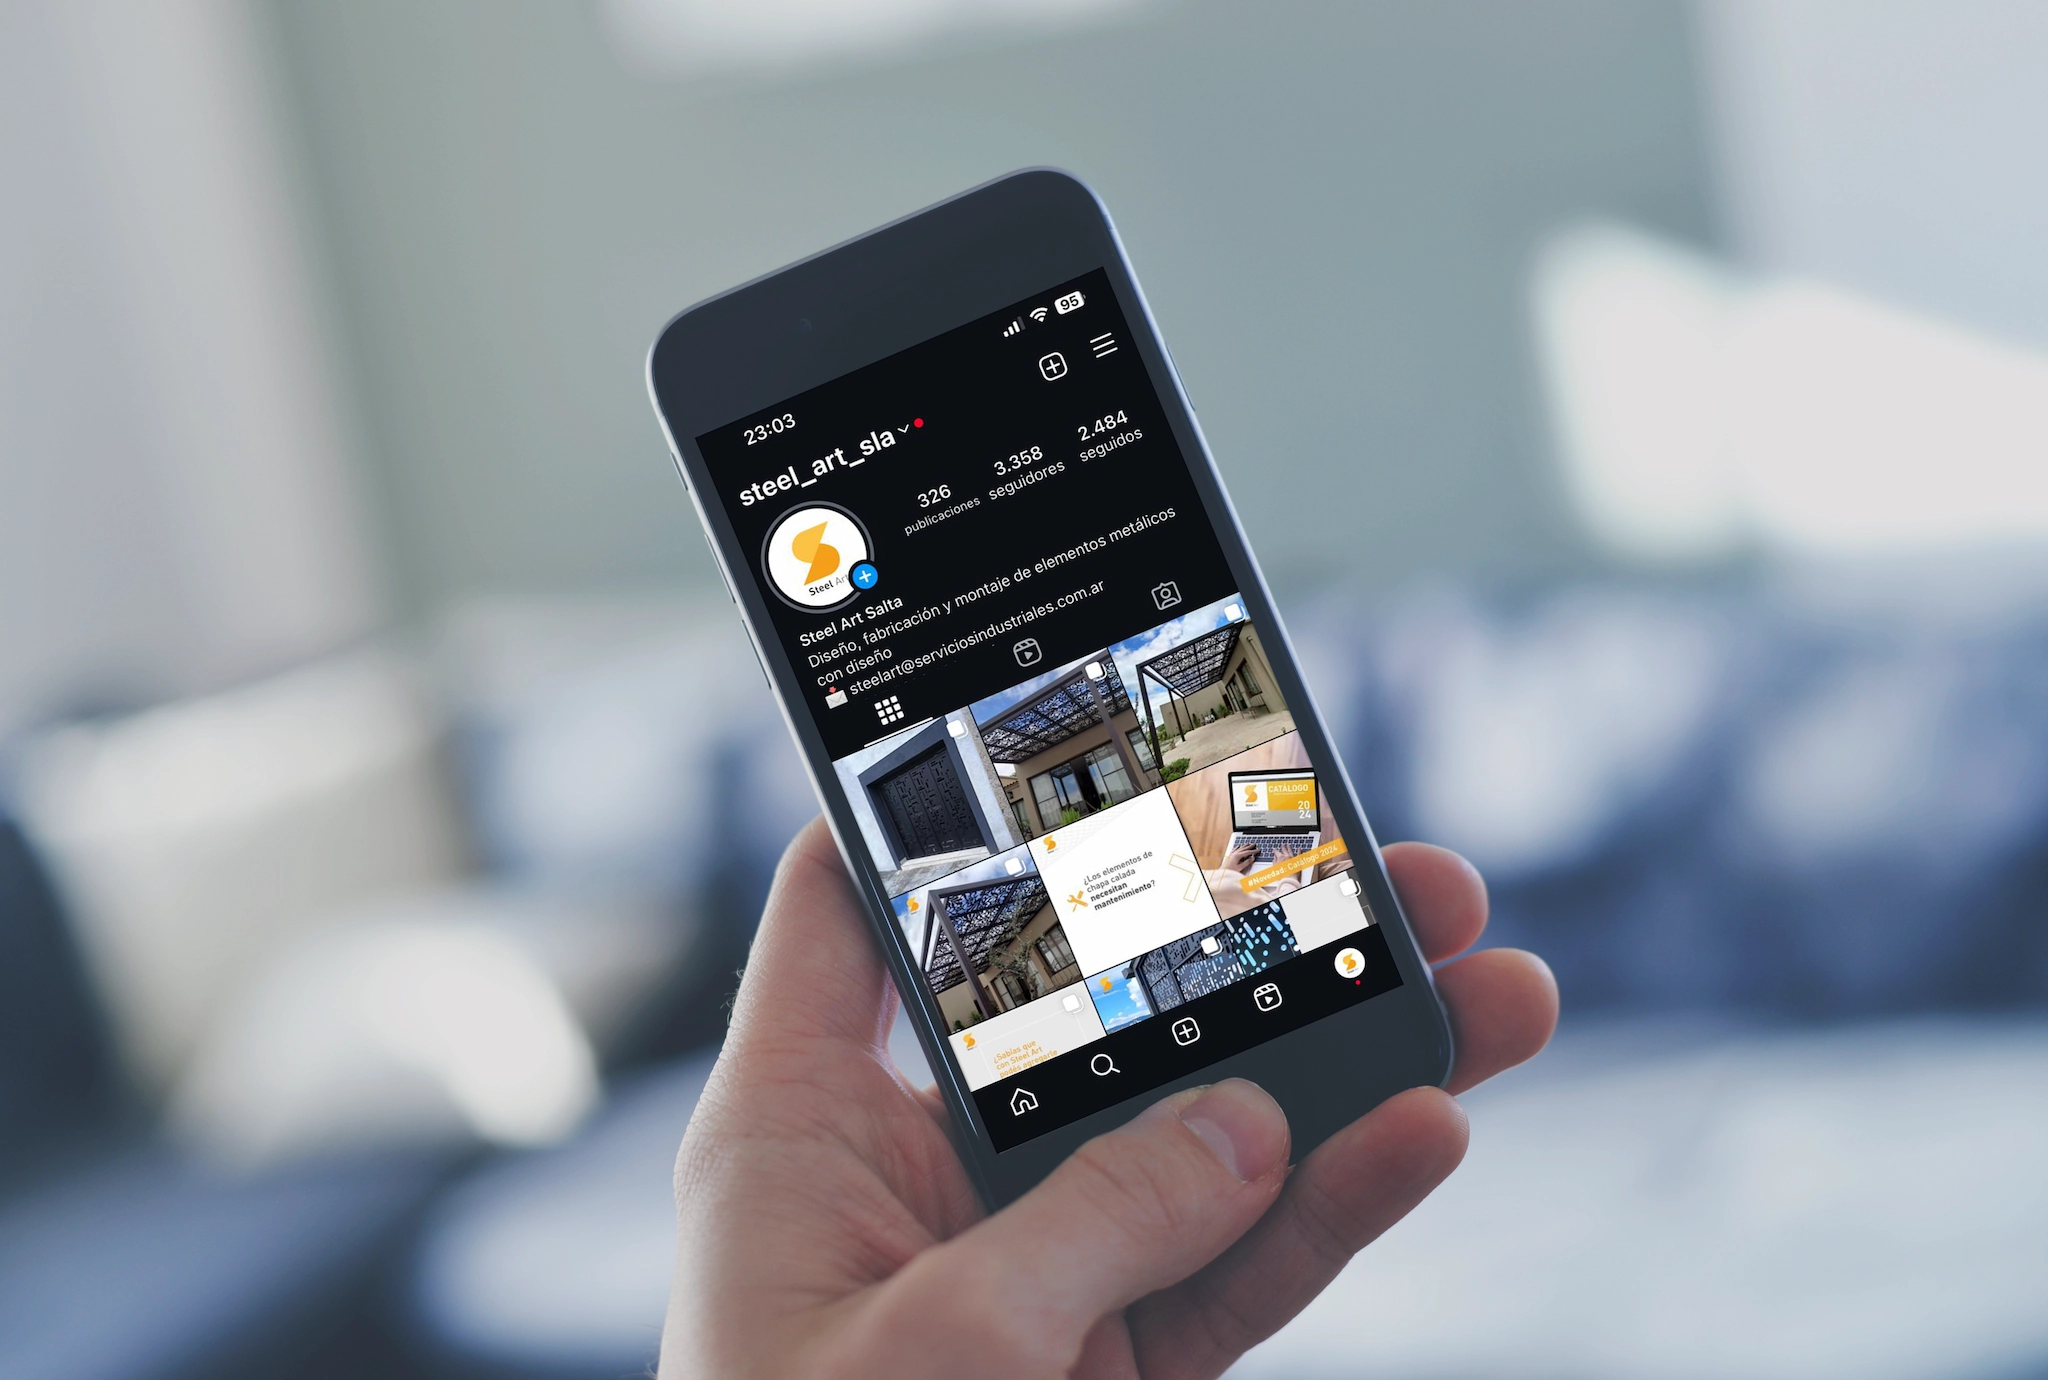 95
23:03
steel_art_sla
326
publicaciones
3.358
seguidores
2.484
seguidos
Steel Art
Steel Art Salta
Diseño, fabricación y montaje de elementos metálicos
con diseño
steelart@serviciosindustriales.com.ar
¿Los elementos de
chapa calada
necesitan
mantenimiento?
CATÁLOGO
20
24
#Novedad: Catálogo 2024
¿Sabías que
con Steel Art
podés agregarle